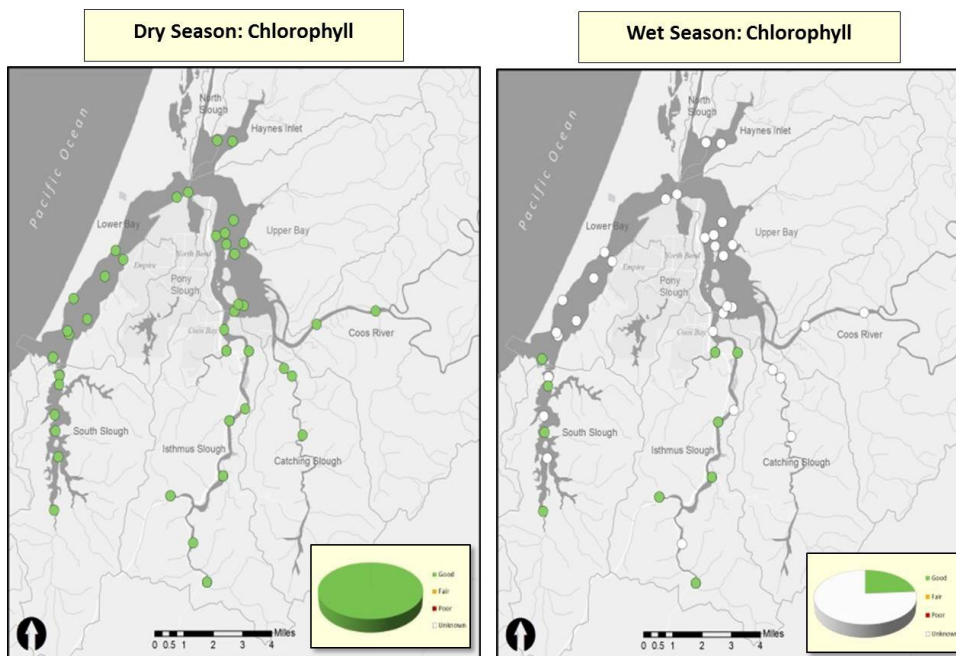 Dry Season: Chlorophyll
North
Slough
Haynes Inlet
Pacific Ocean
Lower Bay
Upper Bay
Empire
North Bend
Pony
Slough
Coos Bay
Coos River
South Slough
Isthmus Slough
Catching Slough
Good
Fair
Poor
Unknown
Miles
0 0.5 1 2 3 4
Wet Season: Chlorophyll
North
Slough
Haynes Inlet
Pacific Ocean
Lower Bay
Upper Bay
Empire
North Bend
Pony
Slough
Coos Bay
Coos River
South Slough
Isthmus Slough
Catching Slough
Good
Fair
Poor
Unknown
Miles
0 0.5 1 2 3 4